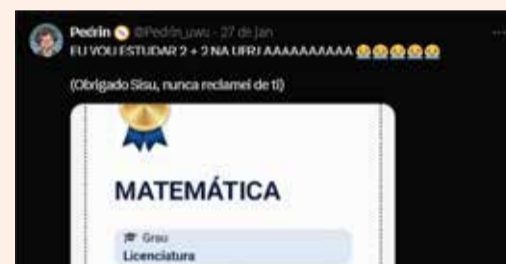 Pedrin @Pedrin_uwu · 27 de jan
EU VOU ESTUDAR 2 + 2 NA UFRJ AAAAAAAAAA 😭😭😭😭😭
(Obrigado Sisu, nunca reclamei de ti)
MATEMÁTICA
Grau
Licenciatura